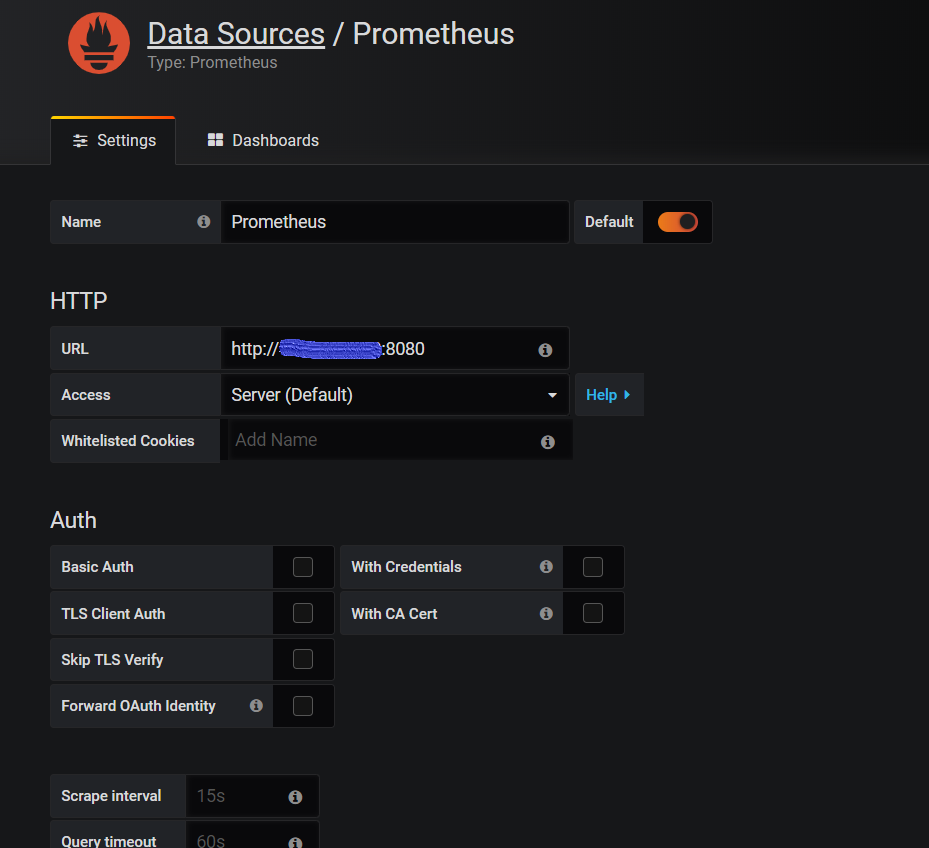 Data Sources / Prometheus
Type: Prometheus
Settings
Dashboards
Name
Prometheus
Default
HTTP
URL
http:// :8080
Access
Server (Default)
Help
Whitelisted Cookies
Add Name
Auth
Basic Auth
With Credentials
TLS Client Auth
With CA Cert
Skip TLS Verify
Forward OAuth Identity
Scrape interval
15s
Query timeout
60s